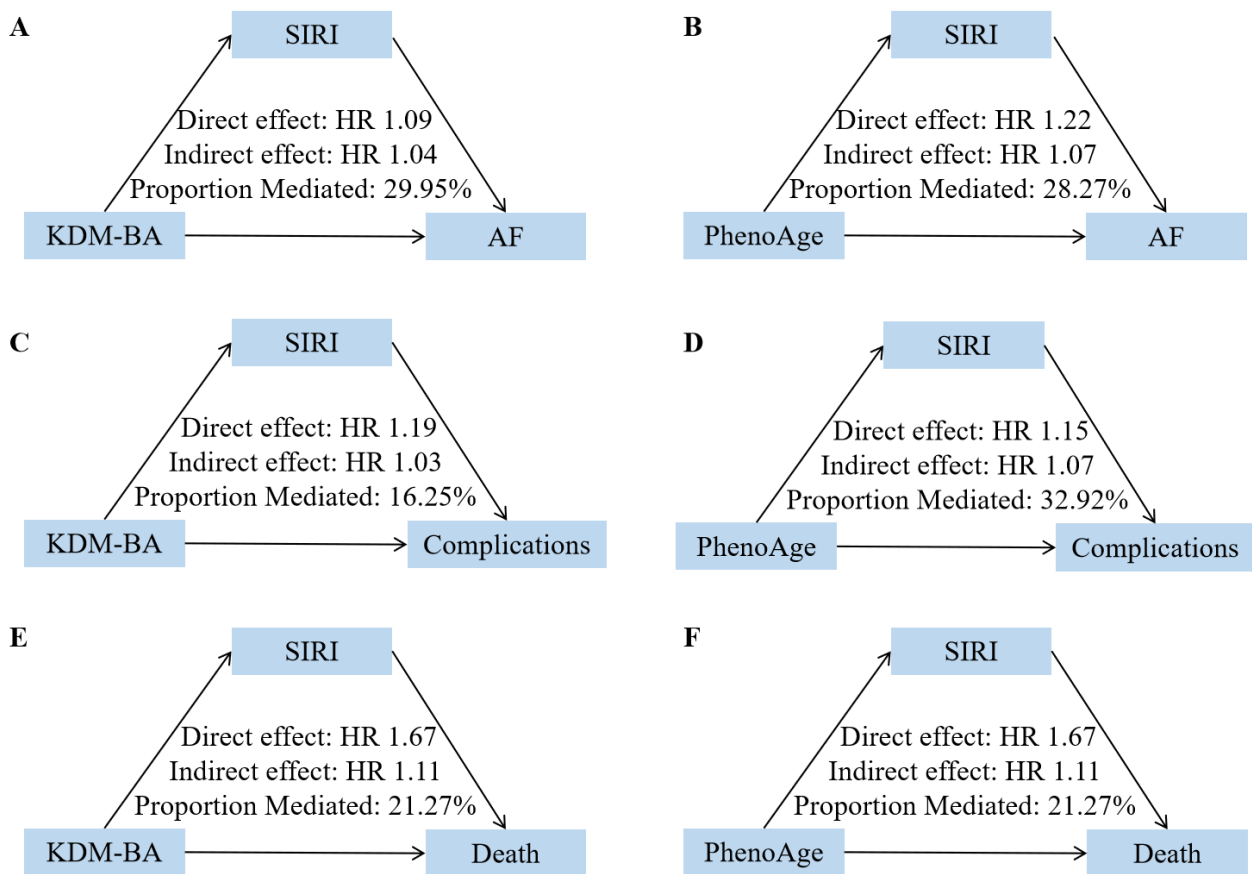 A
SIRI
Direct effect: HR 1.09
Indirect effect: HR 1.04
Proportion Mediated: 29.95%
KDM-BA
AF
B
SIRI
Direct effect: HR 1.22
Indirect effect: HR 1.07
Proportion Mediated: 28.27%
PhenoAge
AF
C
SIRI
Direct effect: HR 1.19
Indirect effect: HR 1.03
Proportion Mediated: 16.25%
KDM-BA
Complications
D
SIRI
Direct effect: HR 1.15
Indirect effect: HR 1.07
Proportion Mediated: 32.92%
PhenoAge
Complications
E
SIRI
Direct effect: HR 1.67
Indirect effect: HR 1.11
Proportion Mediated: 21.27%
KDM-BA
Death
F
SIRI
Direct effect: HR 1.67
Indirect effect: HR 1.11
Proportion Mediated: 21.27%
PhenoAge
Death